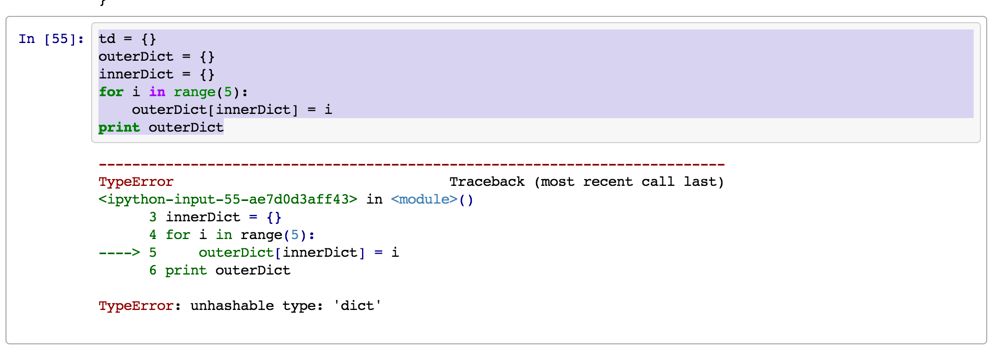 }
In [55]: td = {}
outerDict = {}
innerDict = {}
for i in range(5):
    outerDict[innerDict] = i
print outerDict
---------------------------------------------------------------------------
TypeError                                 Traceback (most recent call last)
<ipython-input-55-ae7d0d3aff43> in <module>()
      3 innerDict = {}
      4 for i in range(5):
----> 5     outerDict[innerDict] = i
      6 print outerDict
TypeError: unhashable type: 'dict'